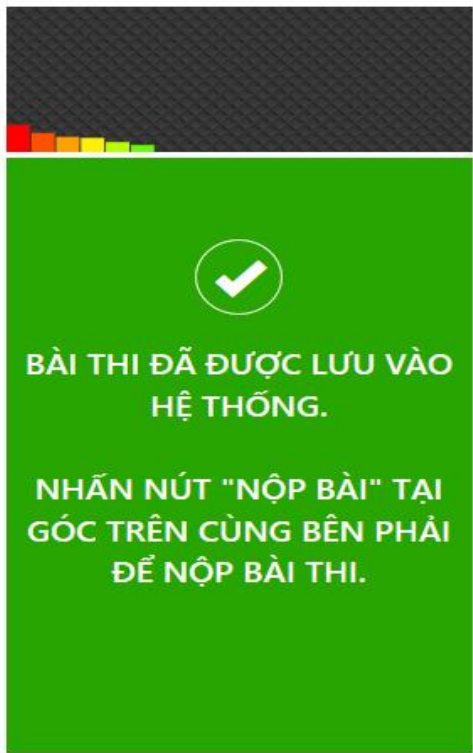 BÀI THI ĐÃ ĐƯỢC LƯU VÀO
HỆ THỐNG.
NHẤN NÚT "NỘP BÀI" TẠI
GÓC TRÊN CÙNG BÊN PHẢI
ĐỂ NỘP BÀI THI.